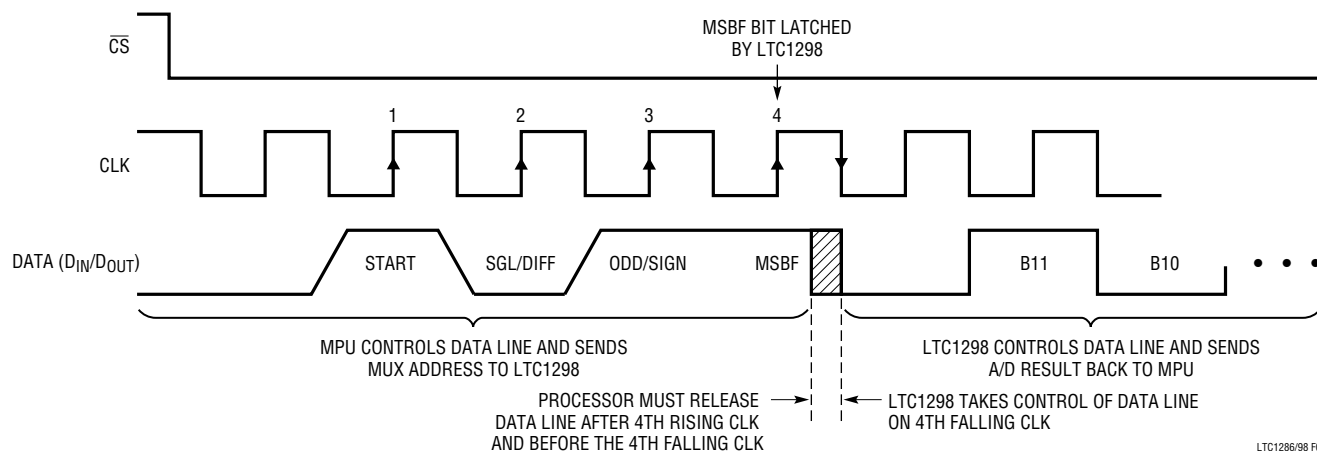 MSBF BIT LATCHED
BY LTC1298
CS
1 2 3 4
CLK
DATA (DIN/DOUT)
START SGL/DIFF ODD/SIGN MSBF B11 B10 • • •
MPU CONTROLS DATA LINE AND SENDS
MUX ADDRESS TO LTC1298
LTC1298 CONTROLS DATA LINE AND SENDS
A/D RESULT BACK TO MPU
PROCESSOR MUST RELEASE
DATA LINE AFTER 4TH RISING CLK
AND BEFORE THE 4TH FALLING CLK
LTC1298 TAKES CONTROL OF DATA LINE
ON 4TH FALLING CLK
LTC1286/98